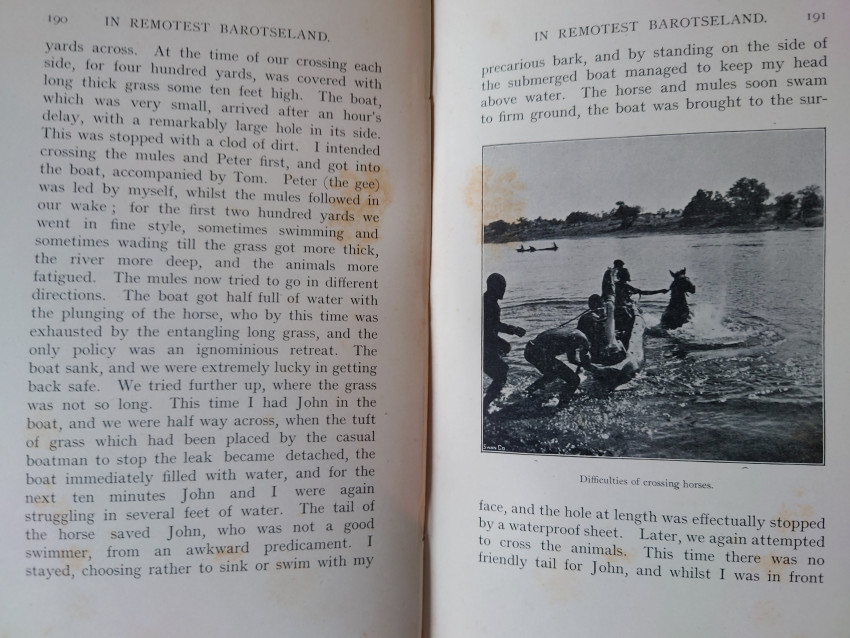 190 IN REMOTEST BAROTSELAND.
yards across. At the time of our crossing each
side, for four hundred yards, was covered with
long thick grass some ten feet high. The boat,
which was very small, arrived after an hour's
delay, with a remarkably large hole in its side.
This was stopped with a clod of dirt. I intended
crossing the mules and Peter first, and got into
the boat, accompanied by Tom. Peter (the gee)
was led by myself, whilst the mules followed in
our wake; for the first two hundred yards we
went in fine style, sometimes swimming and
sometimes wading till the grass got more thick,
the river more deep, and the animals more
fatigued. The mules now tried to go in different
directions. The boat got half full of water with
the plunging of the horse, who by this time was
exhausted by the entangling long grass, and the
only policy was an ignominious retreat. The
boat sank, and we were extremely lucky in getting
back safe. We tried further up, where the grass
was not so long. This time I had John in the
boat, and we were half way across, when the tuft
of grass which had been placed by the casual
boatman to stop the leak became detached, the
boat immediately filled with water, and for the
next ten minutes John and I were again
struggling in several feet of water. The tail of
the horse saved John, who was not a good
swimmer, from an awkward predicament. I
stayed, choosing rather to sink or swim with my
IN REMOTEST BAROTSELAND. 191
precarious bark, and by standing on the side of
the submerged boat managed to keep my head
above water. The horse and mules soon swam
to firm ground, the boat was brought to the sur-
Swan Co
Difficulties of crossing horses.
face, and the hole at length was effectually stopped
by a waterproof sheet. Later, we again attempted
to cross the animals. This time there was no
friendly tail for John, and whilst I was in front